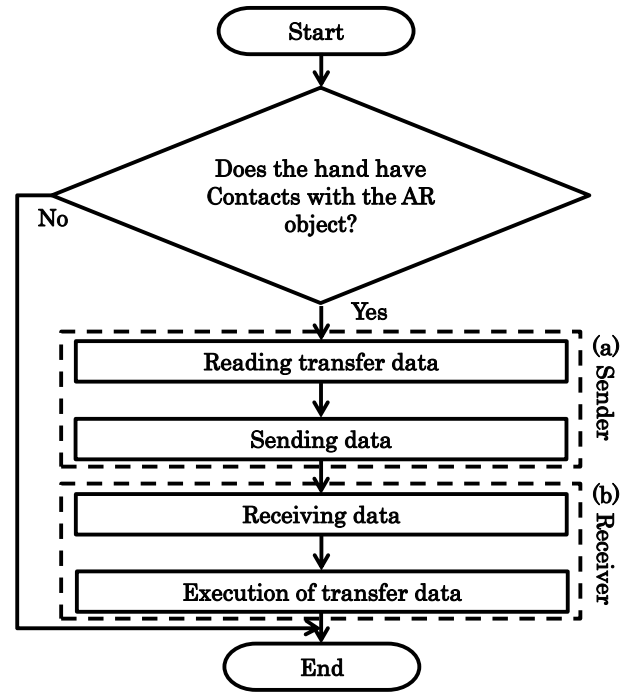 Start
Does the hand have
Contacts with the AR
object?
No
Yes
(a) Sender
Reading transfer data
Sending data
(b) Receiver
Receiving data
Execution of transfer data
End